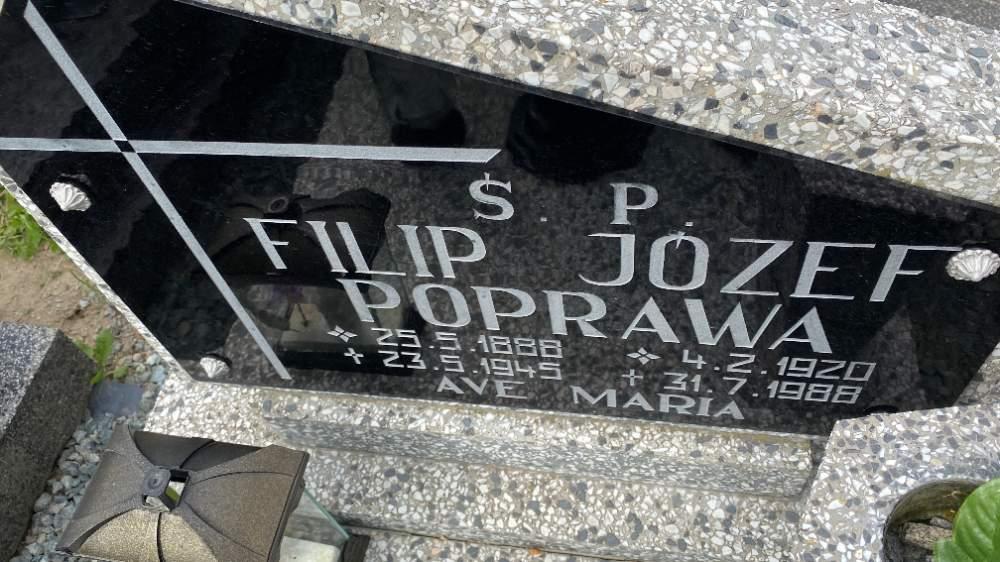 Ś. P.
FILIP JÓZEF
POPRAWA
25.5.1888 4.2.1920
23.5.1945 31.7.1988
AVE MARIA